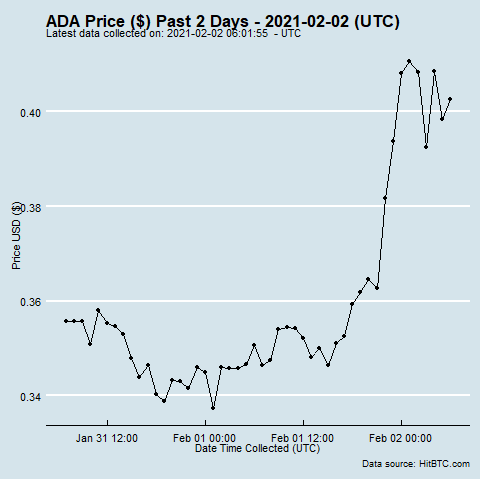 ADA Price ($) Past 2 Days - 2021-02-02 (UTC)
Latest data collected on: 2021-02-02 06:01:55 - UTC
0.40
0.38
0.36
0.34
Price USD ($)
Jan 31 12:00
Feb 01 00:00
Feb 01 12:00
Feb 02 00:00
Date Time Collected (UTC)
Data source: HitBTC.com